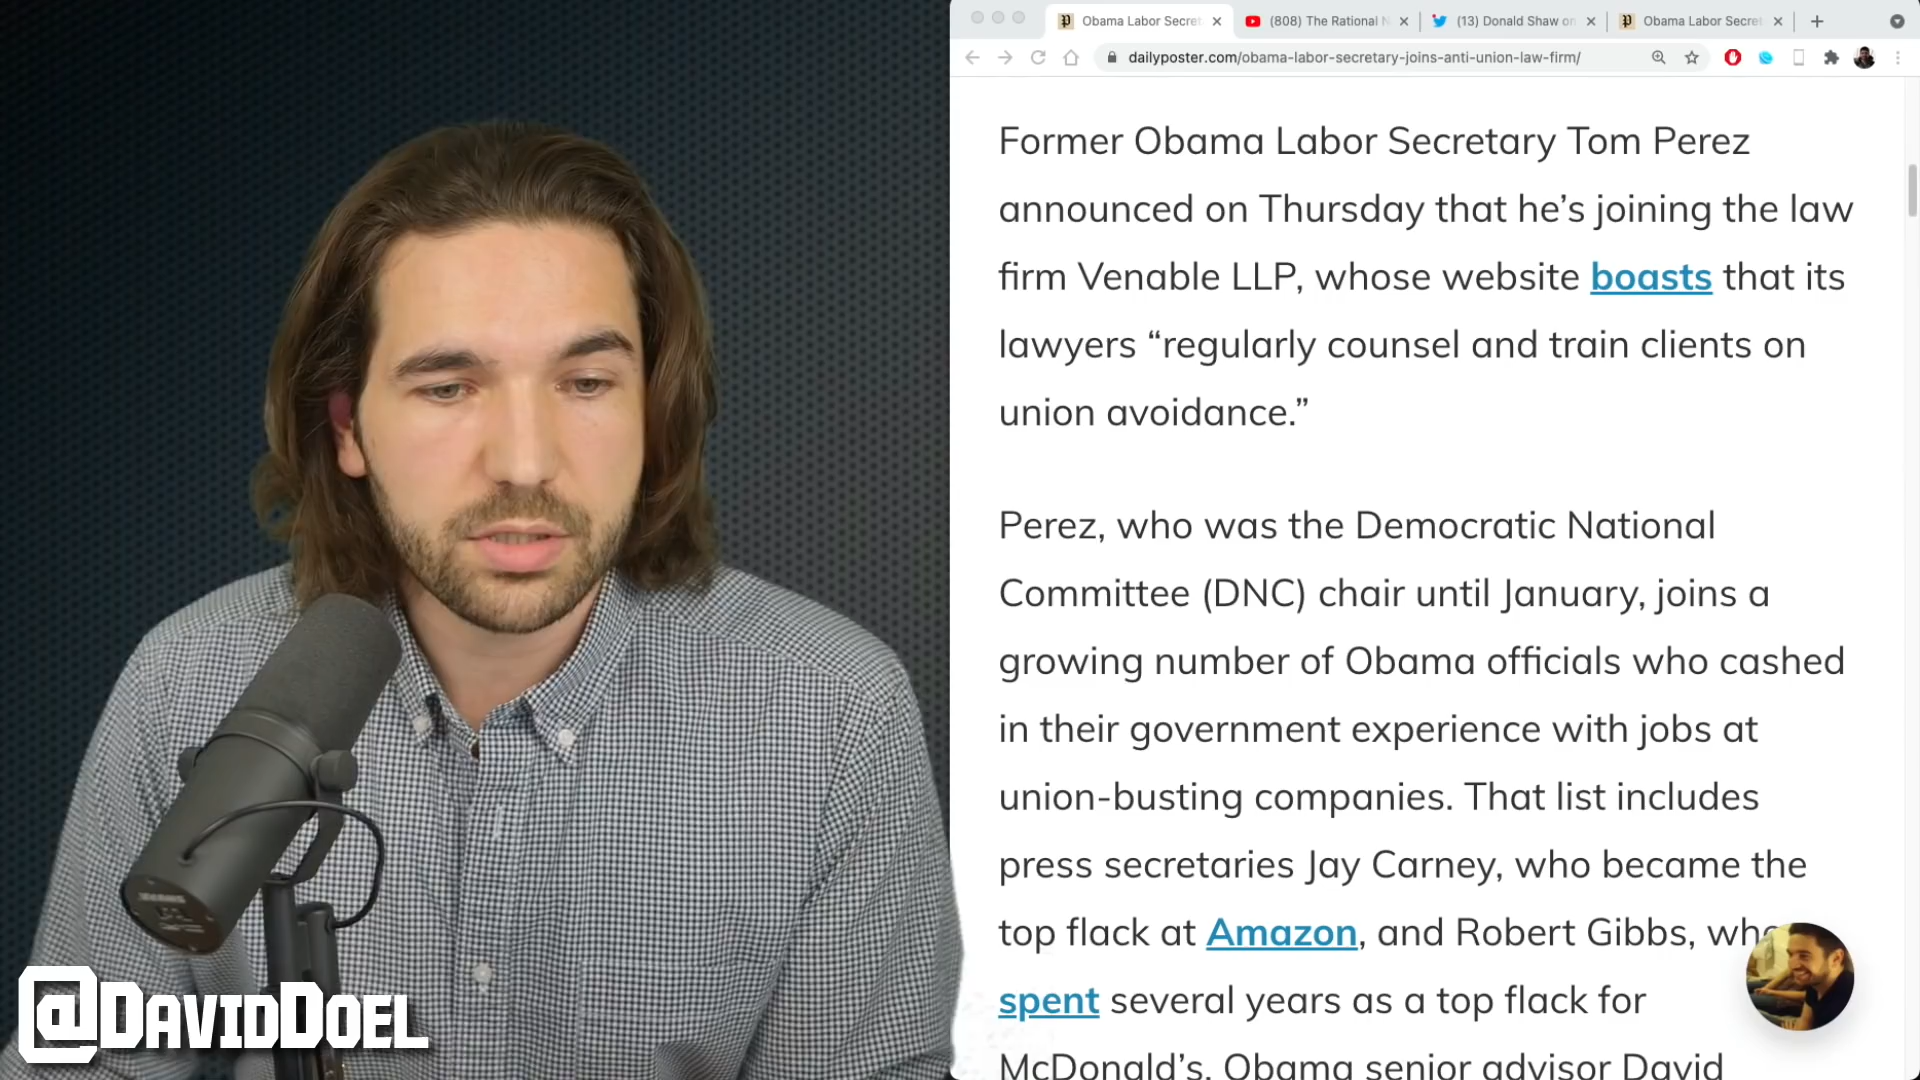 Obama Labor Secret
(808) The Rational N
(13) Donald Shaw on
Obama Labor Secret
dailyposter.com/obama-labor-secretary-joins-anti-union-law-firm/
Former Obama Labor Secretary Tom Perez
announced on Thursday that he’s joining the law
firm Venable LLP, whose website boasts that its
lawyers “regularly counsel and train clients on
union avoidance.”
Perez, who was the Democratic National
Committee (DNC) chair until January, joins a
growing number of Obama officials who cashed
in their government experience with jobs at
union-busting companies. That list includes
press secretaries Jay Carney, who became the
top flack at Amazon, and Robert Gibbs, who
spent several years as a top flack for
McDonald’s. Obama senior advisor David
@DAVIDDOEL